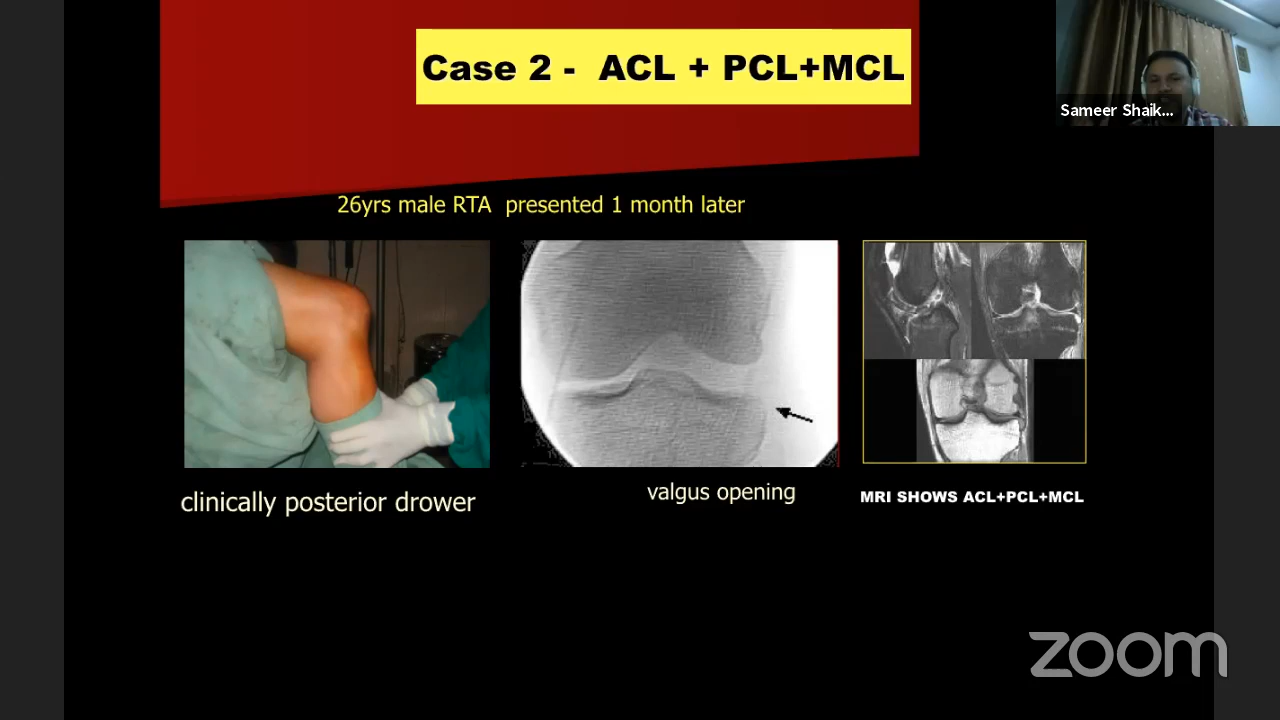 Case 2 - ACL + PCL+MCL
Sameer Shaik...
26yrs male RTA presented 1 month later
clinically posterior drower
valgus opening
MRI SHOWS ACL+PCL+MCL
zoom